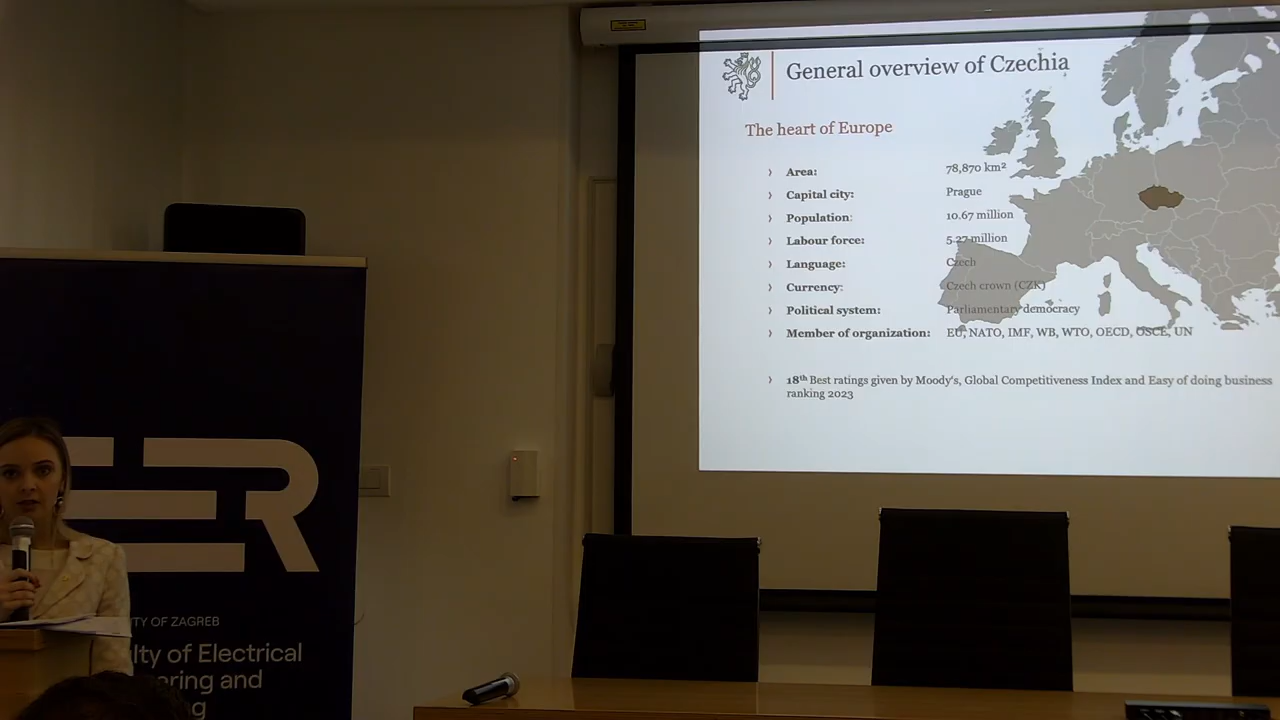 General overview of Czechia
The heart of Europe
› Area: 78,870 km²
› Capital city: Prague
› Population: 10.67 million
› Labour force: 5.27 million
› Language: Czech
› Currency: Czech crown (CZK)
› Political system: Parliamentary democracy
› Member of organization: EU, NATO, IMF, WB, WTO, OECD, OSCE, UN
› 18th Best ratings given by Moody's, Global Competitiveness Index and Easy of doing business
ranking 2023
ER
TY OF ZAGREB
lty of Electrical
ering and
g